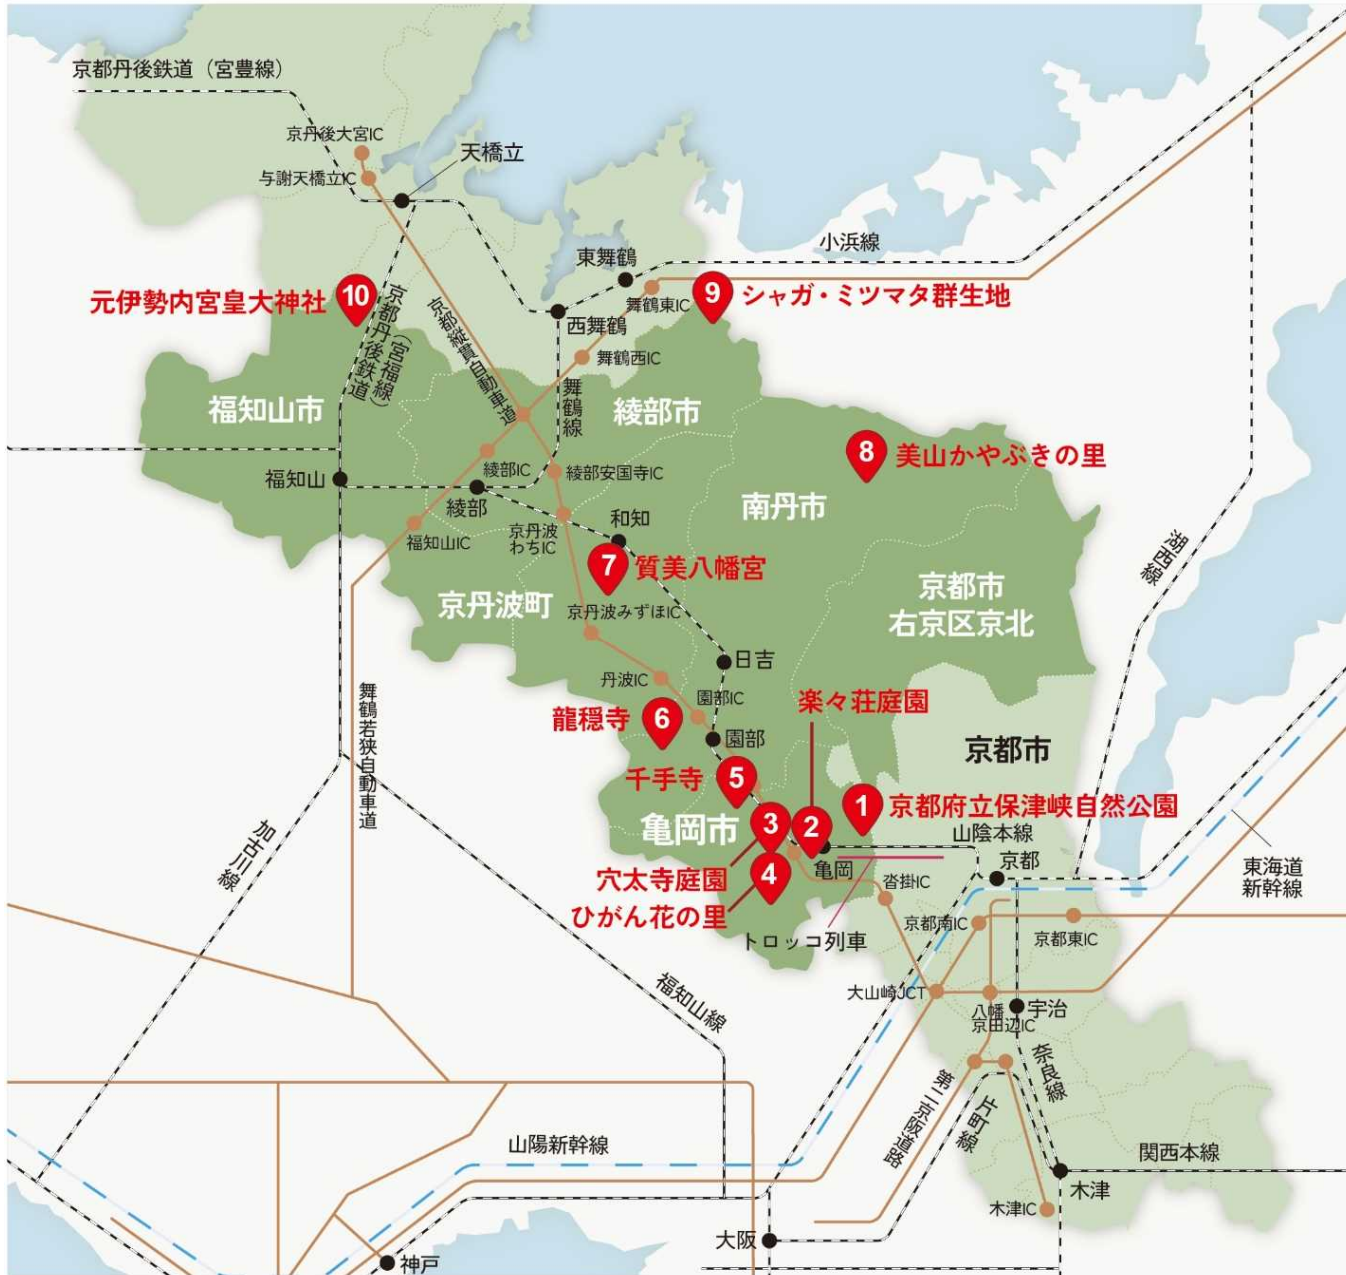 京都丹後鉄道（宮豊線）
京丹後大宮IC
天橋立
与謝天橋立IC
小浜線
東舞鶴
10
元伊勢内宮皇大神社
9
シャガ・ミツマタ群生地
舞鶴東IC
西舞鶴
京都丹後鉄道
（宮福線）
京都縦貫自動車道
舞鶴西IC
舞鶴線
福知山市
綾部市
8
美山かやぶきの里
福知山
綾部IC
綾部安国寺IC
綾部
南丹市
福知山IC
京丹波
わちIC
和知
湖西線
7
質美八幡宮
京丹波町
京丹波みずほIC
京都市
右京区京北
日吉
丹波IC
園部IC
楽々荘庭園
舞鶴若狭自動車道
龍穏寺
6
園部
京都市
千手寺
5
1
京都府立保津峡自然公園
亀岡市
3
2
山陰本線
加古川線
亀岡
京都
東海道
新幹線
穴太寺庭園
4
沓掛IC
ひがん花の里
京都南IC
京都東IC
トロッコ列車
大山崎JCT
福知山線
八幡
京田辺IC
宇治
奈良線
第二京阪道路
片町線
山陽新幹線
関西本線
木津
木津IC
大阪
神戸